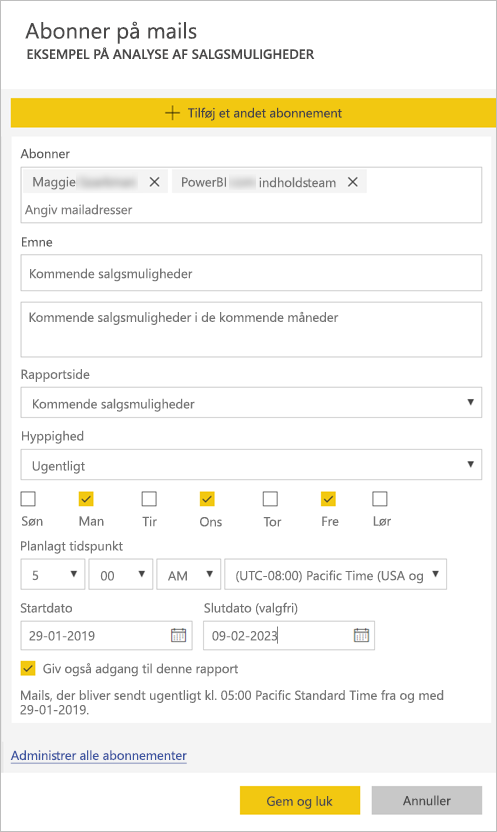 Abonner på mails
EKSEMPEL PÅ ANALYSE AF SALGSMULIGHEDER
Tilføj et andet abonnement
Abonner
Maggie PowerBI indholdsteam
Angiv mailadresser
Emne
Kommende salgsmuligheder
Kommende salgsmuligheder i de kommende måneder
Rapportside
Kommende salgsmuligheder
Hyppighed
Ugentligt
Søn Man Tir Ons Tor Fre Lør
Planlagt tidspunkt
5 00 AM (UTC-08:00) Pacific Time (USA og
Startdato Slutdato (valgfri)
29-01-2019 09-02-2023
Giv også adgang til denne rapport
Mails, der bliver sendt ugentligt kl. 05:00 Pacific Standard Time fra og med
29-01-2019.
Administrer alle abonnementer
Gem og luk Annuller